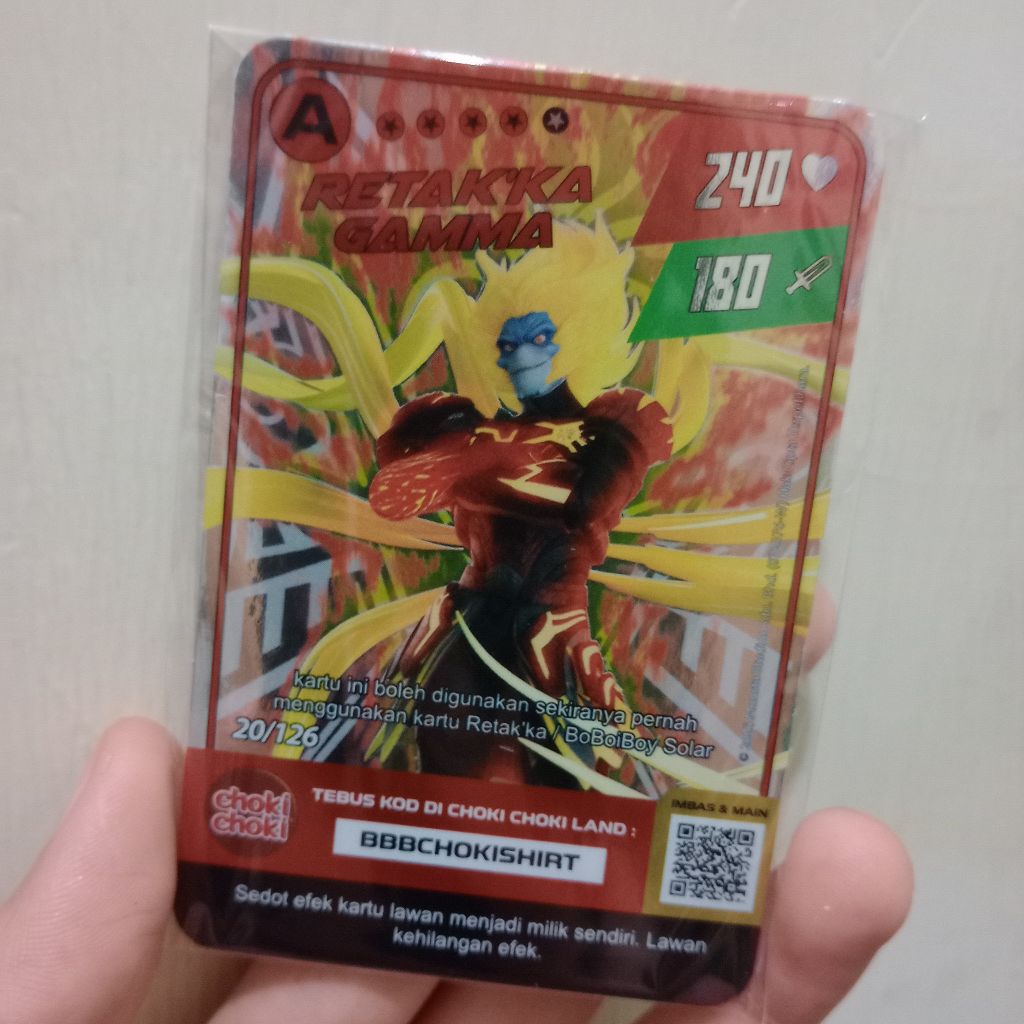 A
RETAK'KA
GAMMA
240
180
kartu ini boleh digunakan sekiranya pernah
menggunakan kartu Retak'ka / BoBoiBoy Solar
20/126
choki
choki
TEBUS KOD DI CHOKI CHOKI LAND :
BBBCHOKISHIRT
IMBAS & MAIN
Sedot efek kartu lawan menjadi milik sendiri. Lawan
kehilangan efek.